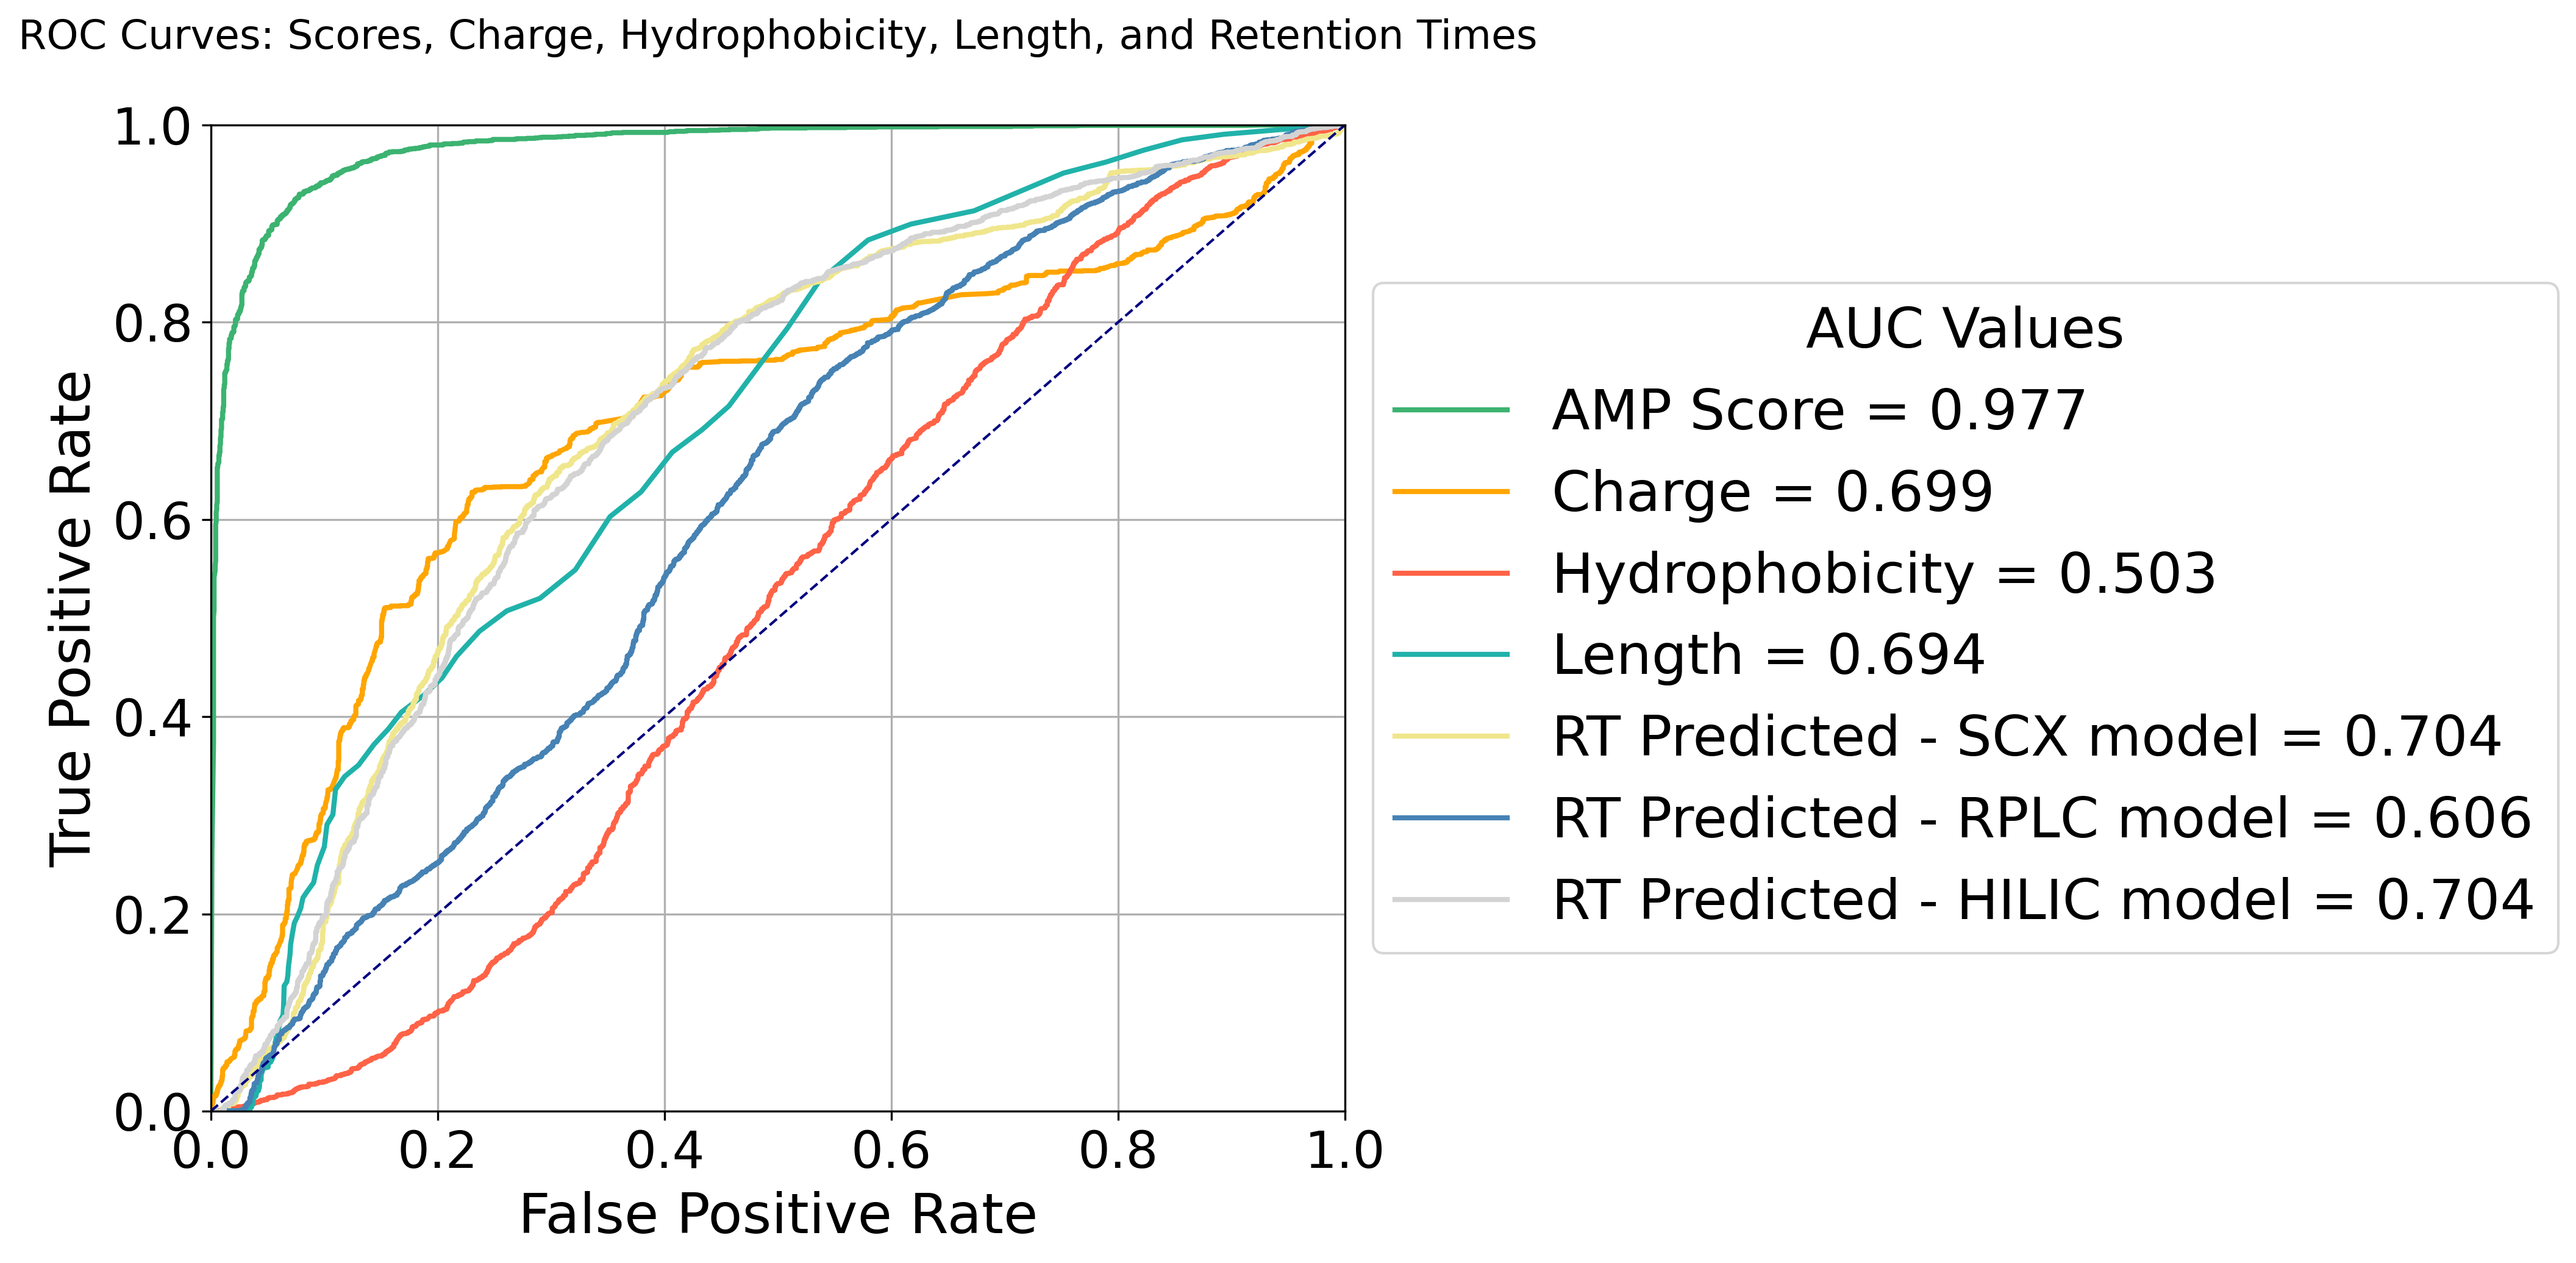 ROC Curves: Scores, Charge, Hydrophobicity, Length, and Retention Times
1.0
0.8
0.6
0.4
0.2
0.0
True Positive Rate
0.0 0.2 0.4 0.6 0.8 1.0
False Positive Rate
AUC Values
AMP Score = 0.977
Charge = 0.699
Hydrophobicity = 0.503
Length = 0.694
RT Predicted - SCX model = 0.704
RT Predicted - RPLC model = 0.606
RT Predicted - HILIC model = 0.704